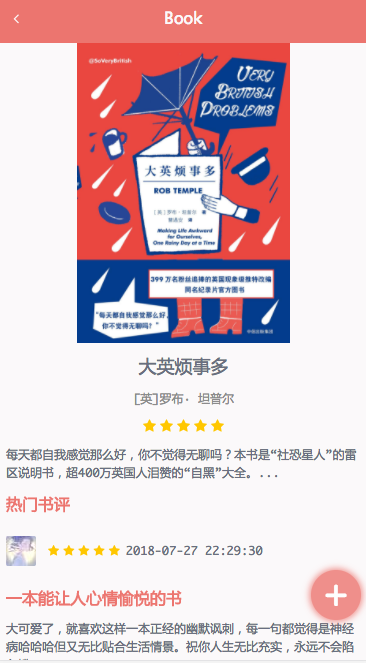 Book
@SoVeryBritish
VERY
BRITISH
PROBLEMS
大英烦事多
ROB TEMPLE
[英] 罗布·坦普尔 著
Making Life Awkward
for Ourselves,
One Rainy Day at a Time
399 万名粉丝追捧的英国现象级推特改编
同名纪录片官方图书
“每天都自我感觉那么好，
你不觉得无聊吗？”
中信出版集团
大英烦事多
[英]罗布· 坦普尔
每天都自我感觉那么好，你不觉得无聊吗？本书是“社恐星人”的雷
区说明书，超400万英国人泪赞的“自黑”大全。...
热门书评
2018-07-27 22:29:30
一本能让人心情愉悦的书
大可爱了，就喜欢这样一本正经的幽默讽刺，每一句都觉得是神经
病哈哈哈但又无比贴合生活情景。祝你人生无比充实，永远不会陷